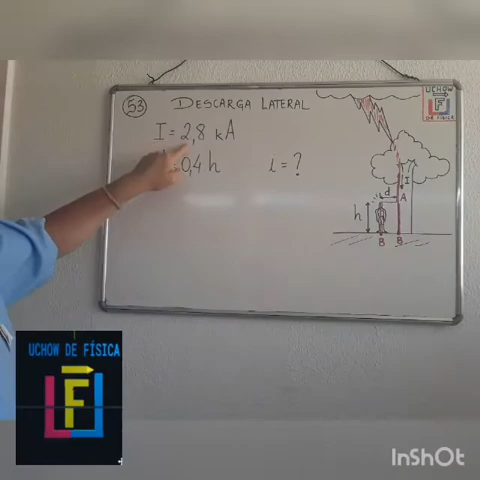 53 DESCARGA LATERAL
UCHOW
F
DE FÍSICA
I = 2,8 kA
= 0,4 h
i = ?
I
d
A
h
B B
UCHOW DE FÍSICA
F
InShOt